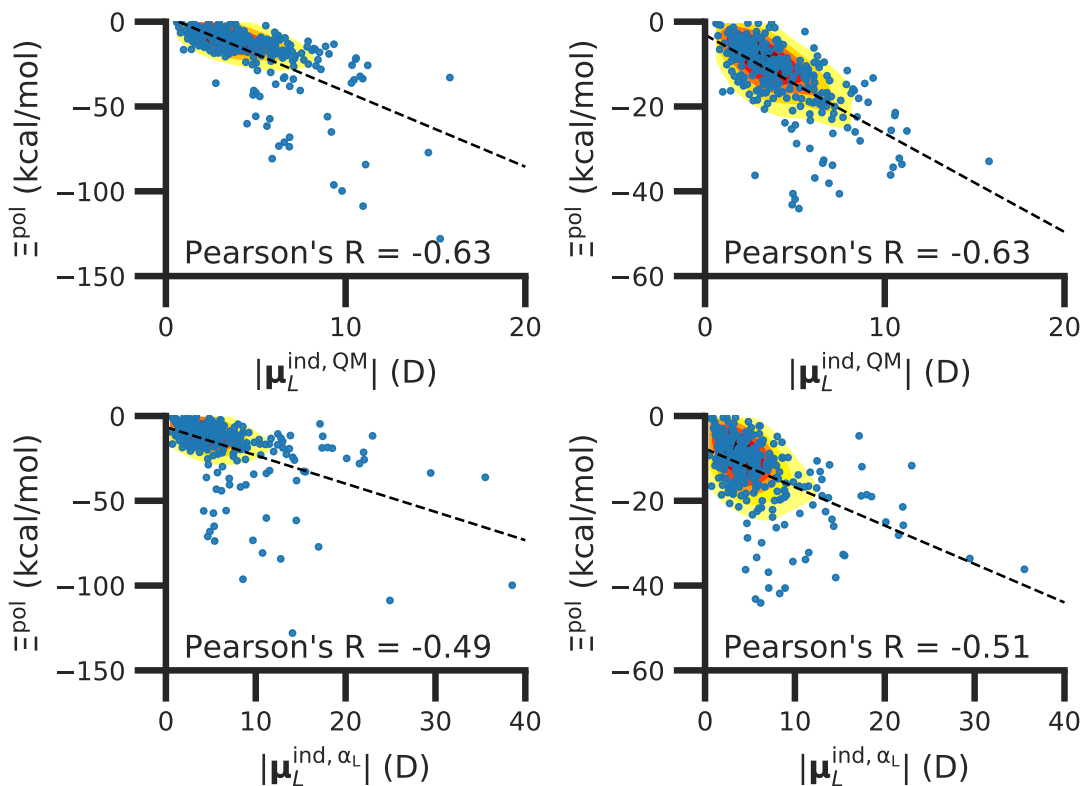 0
−50
−100
−150
Ξ^pol (kcal/mol)
Pearson's R = -0.63
0 10 20
|μ_L^ind, QM| (D)
0
−20
−40
−60
Ξ^pol (kcal/mol)
Pearson's R = -0.63
0 10 20
|μ_L^ind, QM| (D)
0
−50
−100
−150
Ξ^pol (kcal/mol)
Pearson's R = -0.49
0 10 20 30 40
|μ_L^ind, α_L| (D)
0
−20
−40
−60
Ξ^pol (kcal/mol)
Pearson's R = -0.51
0 10 20 30 40
|μ_L^ind, α_L| (D)